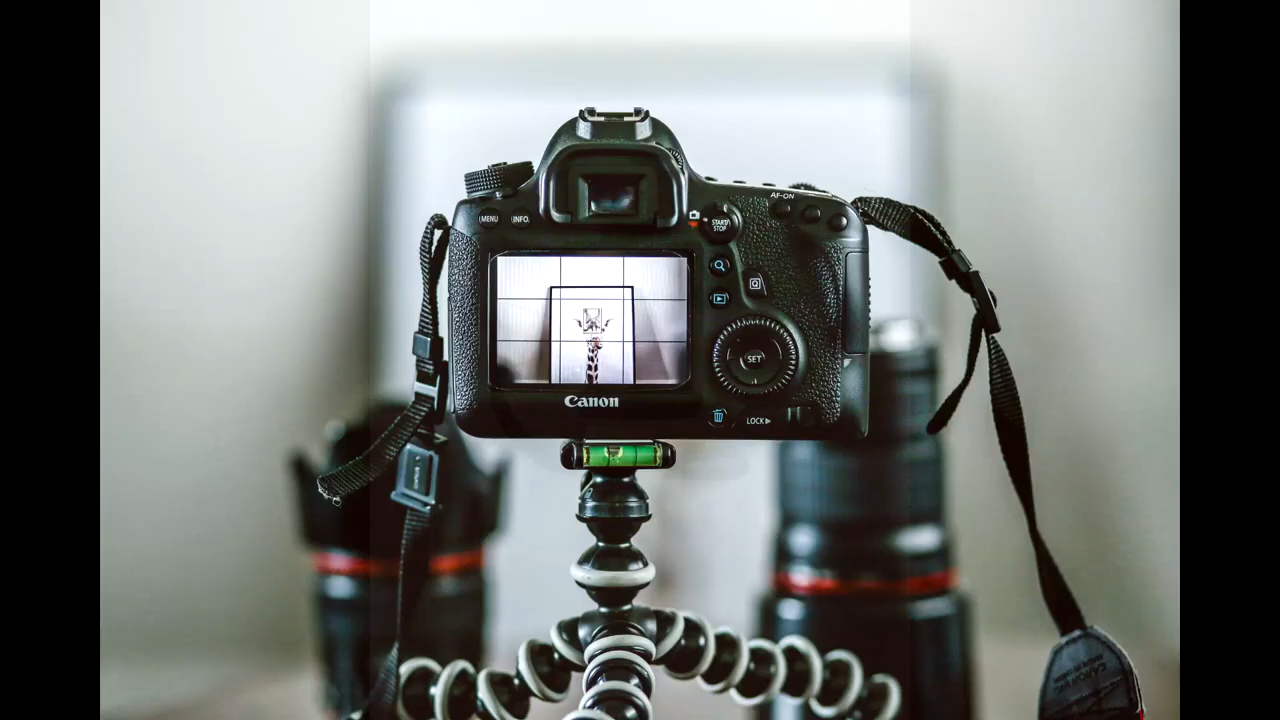 AF-ON
MENU INFO.
START/
STOP
Q
SET
Canon
LOCK